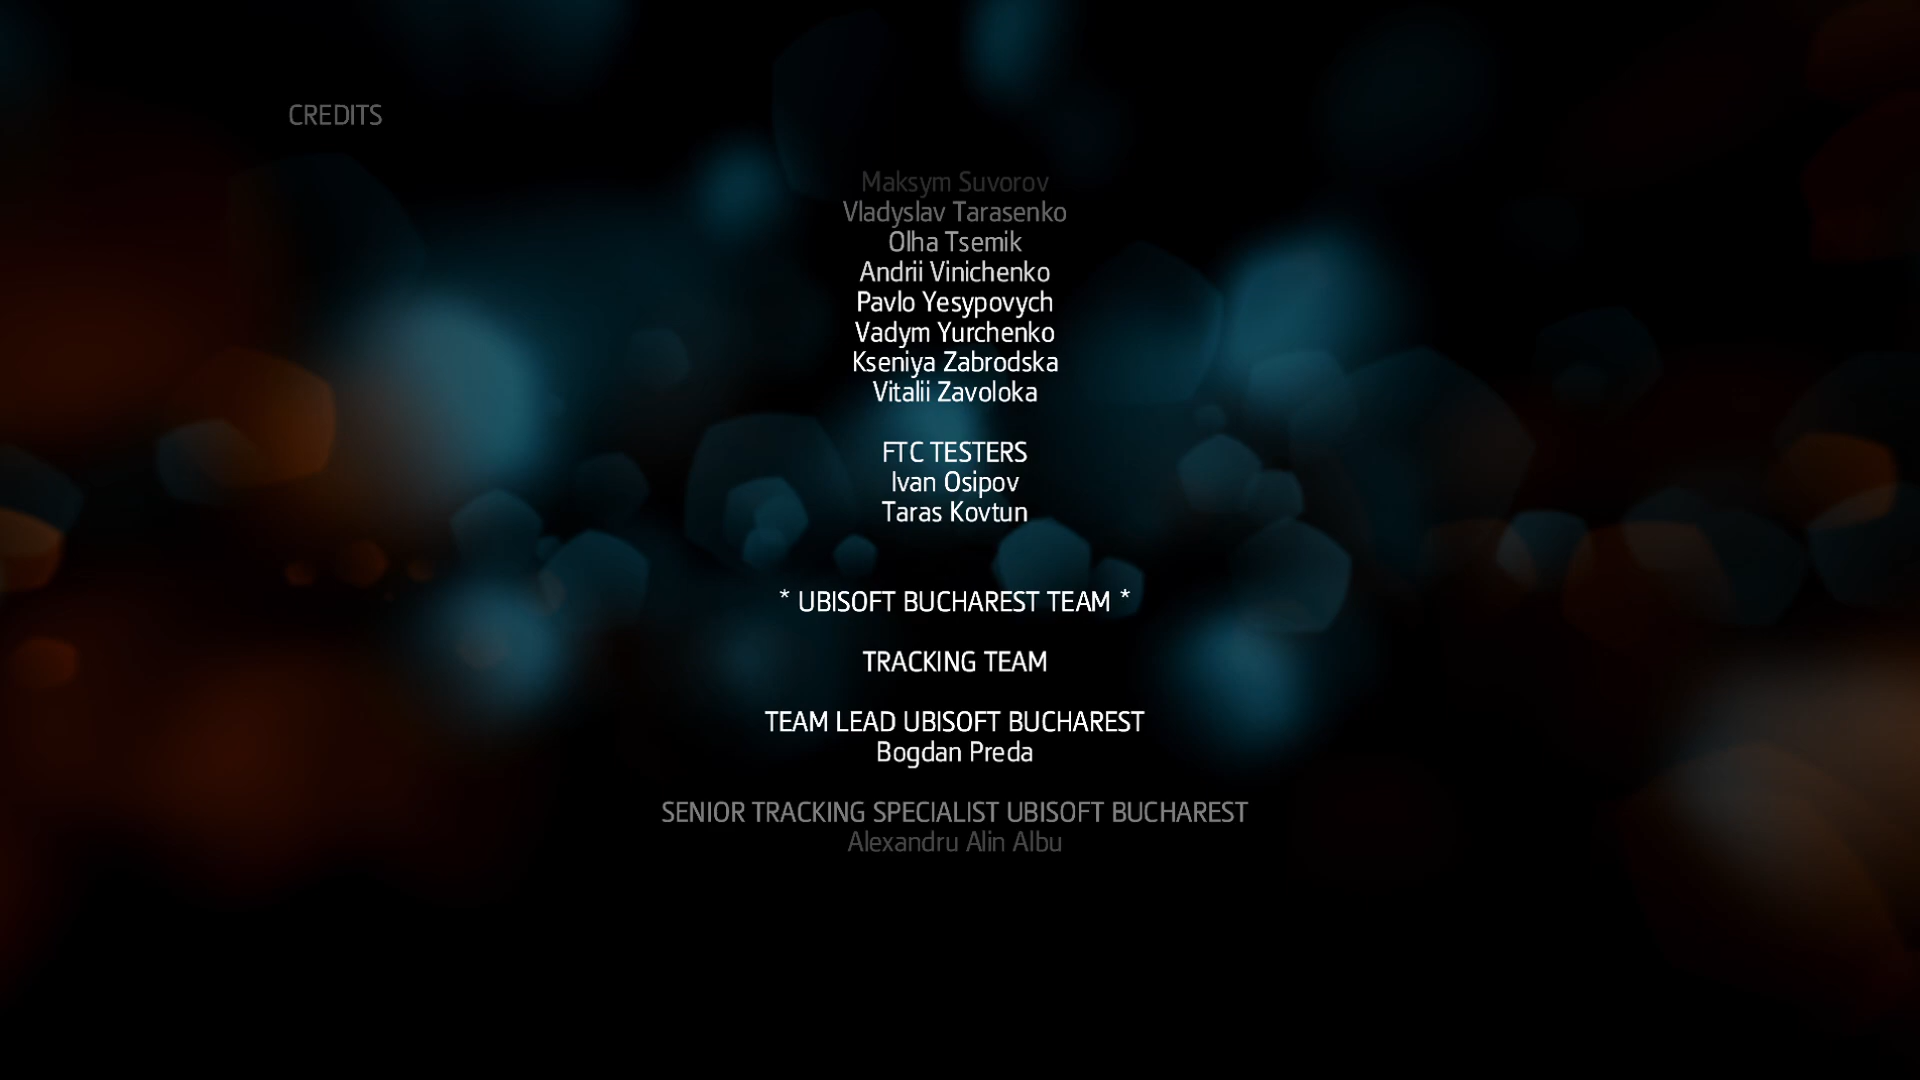 CREDITS
Maksym Suvorov
Vladyslav Tarasenko
Olha Tsemik
Andrii Vinichenko
Pavlo Yesypovych
Vadym Yurchenko
Kseniya Zabrodska
Vitalii Zavoloka
FTC TESTERS
Ivan Osipov
Taras Kovtun
* UBISOFT BUCHAREST TEAM *
TRACKING TEAM
TEAM LEAD UBISOFT BUCHAREST
Bogdan Preda
SENIOR TRACKING SPECIALIST UBISOFT BUCHAREST
Alexandru Alin Albu